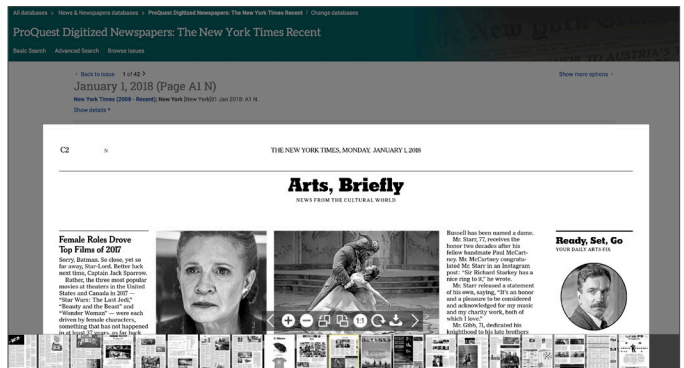 All databases > News & Newspapers databases > ProQuest Digitized Newspapers: The New York Times Recent | Change databases
ProQuest Digitized Newspapers: The New York Times Recent
Basic Search Advanced Search Browse issues
Back to issue 1 of 42 >
Show more options
January 1, 2018 (Page A1 N)
New York Times (2008 - Recent); New York [New York]01 Jan 2018: A1 N.
Show details
C2 N THE NEW YORK TIMES, MONDAY, JANUARY 1, 2018
Arts, Briefly
NEWS FROM THE CULTURAL WORLD
Female Roles Drove
Top Films of 2017
Sorry, Batman. So close, yet so
far away, Star-Lord. Better luck
next time, Captain Jack Sparrow.
Rather, the three most popular
movies at theaters in the United
States and Canada in 2017 —
“Star Wars: The Last Jedi,”
“Beauty and the Beast” and
“Wonder Woman” — were each
driven by female characters,
something that has not happened
in at least 37 years, as far back
Russell has been named a dame.
Mr. Starr, 77, receives the
honor two decades after his
fellow bandmate Paul McCart-
ney. Mr. McCartney congratu-
lated Mr. Starr in an Instagram
post: “Sir Richard Starkey has a
nice ring to it,” he wrote.
Mr. Starr released a statement
of his own, saying, “It’s an honor
and a pleasure to be considered
and acknowledged for my music
and my charity work, both of
which I love.”
Mr. Gibb, 71, dedicated his
knighthood to his late brothers
Ready, Set, Go
YOUR DAILY ARTS FIX
1:1